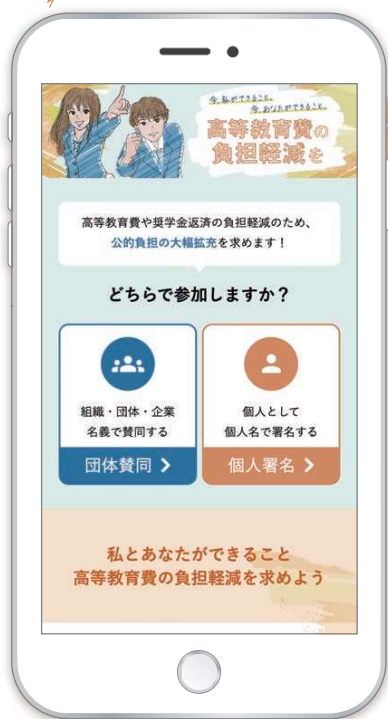 今、私ができること。
今、あなたができること。
高等教育費の
負担軽減を
高等教育費や奨学金返済の負担軽減のため、
公的負担の大幅拡充を求めます！
どちらで参加しますか？
組織・団体・企業
名義で賛同する
団体賛同
個人として
個人名で署名する
個人署名
私とあなたができること
高等教育費の負担軽減を求めよう